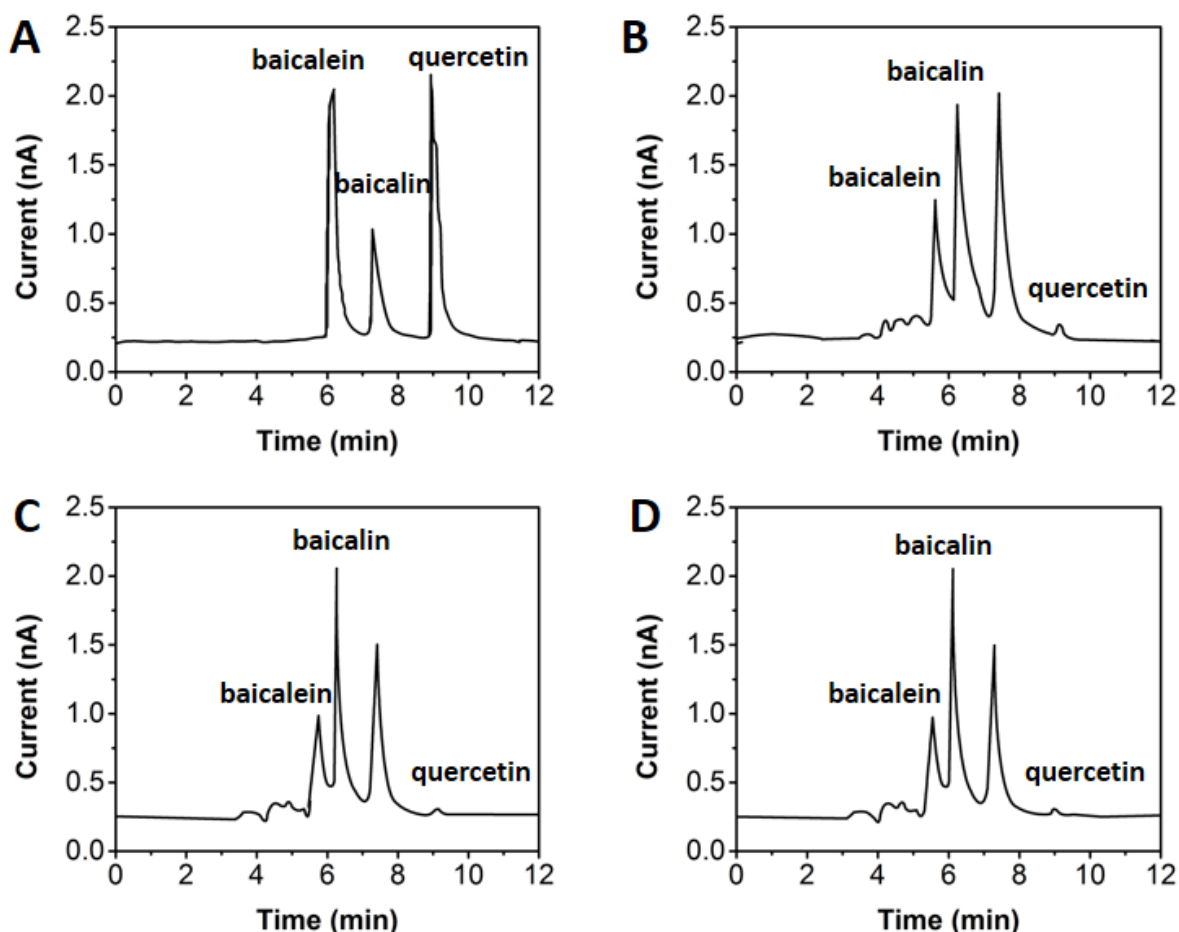 A
2.5
2.0
1.5
1.0
0.5
0.0
Current (nA)
baicalein
quercetin
baicalin
0 2 4 6 8 10 12
Time (min)
B
2.5
2.0
1.5
1.0
0.5
0.0
Current (nA)
baicalin
baicalein
quercetin
0 2 4 6 8 10 12
Time (min)
C
2.5
2.0
1.5
1.0
0.5
0.0
Current (nA)
baicalin
baicalein
quercetin
0 2 4 6 8 10 12
Time (min)
D
2.5
2.0
1.5
1.0
0.5
0.0
Current (nA)
baicalin
baicalein
quercetin
0 2 4 6 8 10 12
Time (min)